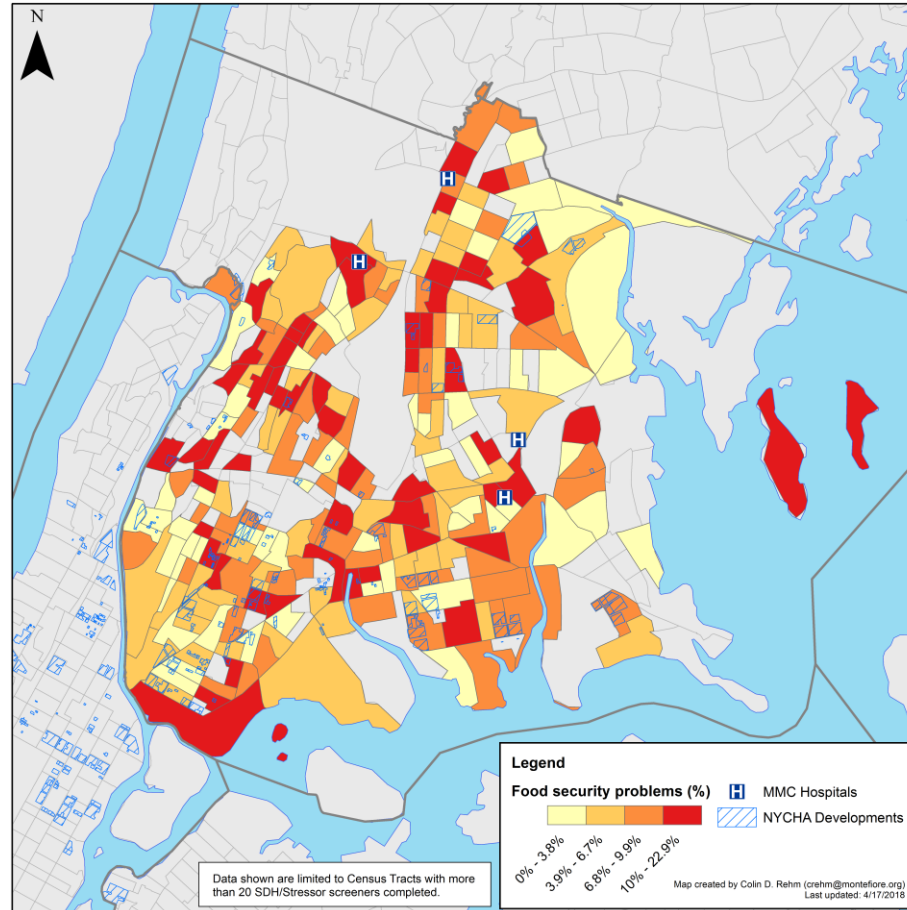 N
H
H
H
H
Legend
Food security problems (%)
0% - 3.8%
3.9% - 6.7%
6.8% - 9.9%
10% - 22.9%
H MMC Hospitals
NYCHA Developments
Data shown are limited to Census Tracts with more
than 20 SDH/Stressor screeners completed.
Map created by Colin D. Rehm (crehm@montefiore.org)
Last updated: 4/17/2018